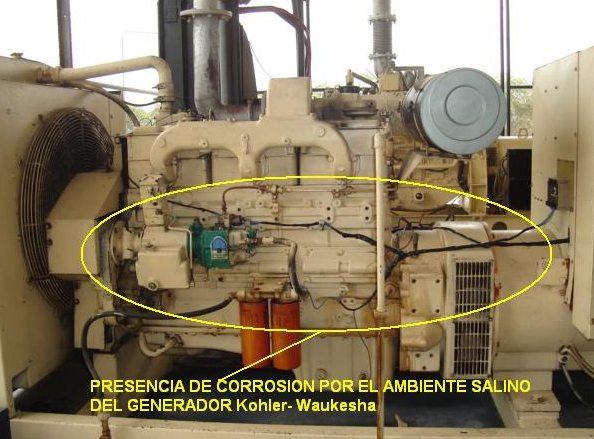 PRESENCIA DE CORROSION POR EL AMBIENTE SALINO
DEL GENERADOR Kohler- Waukesha